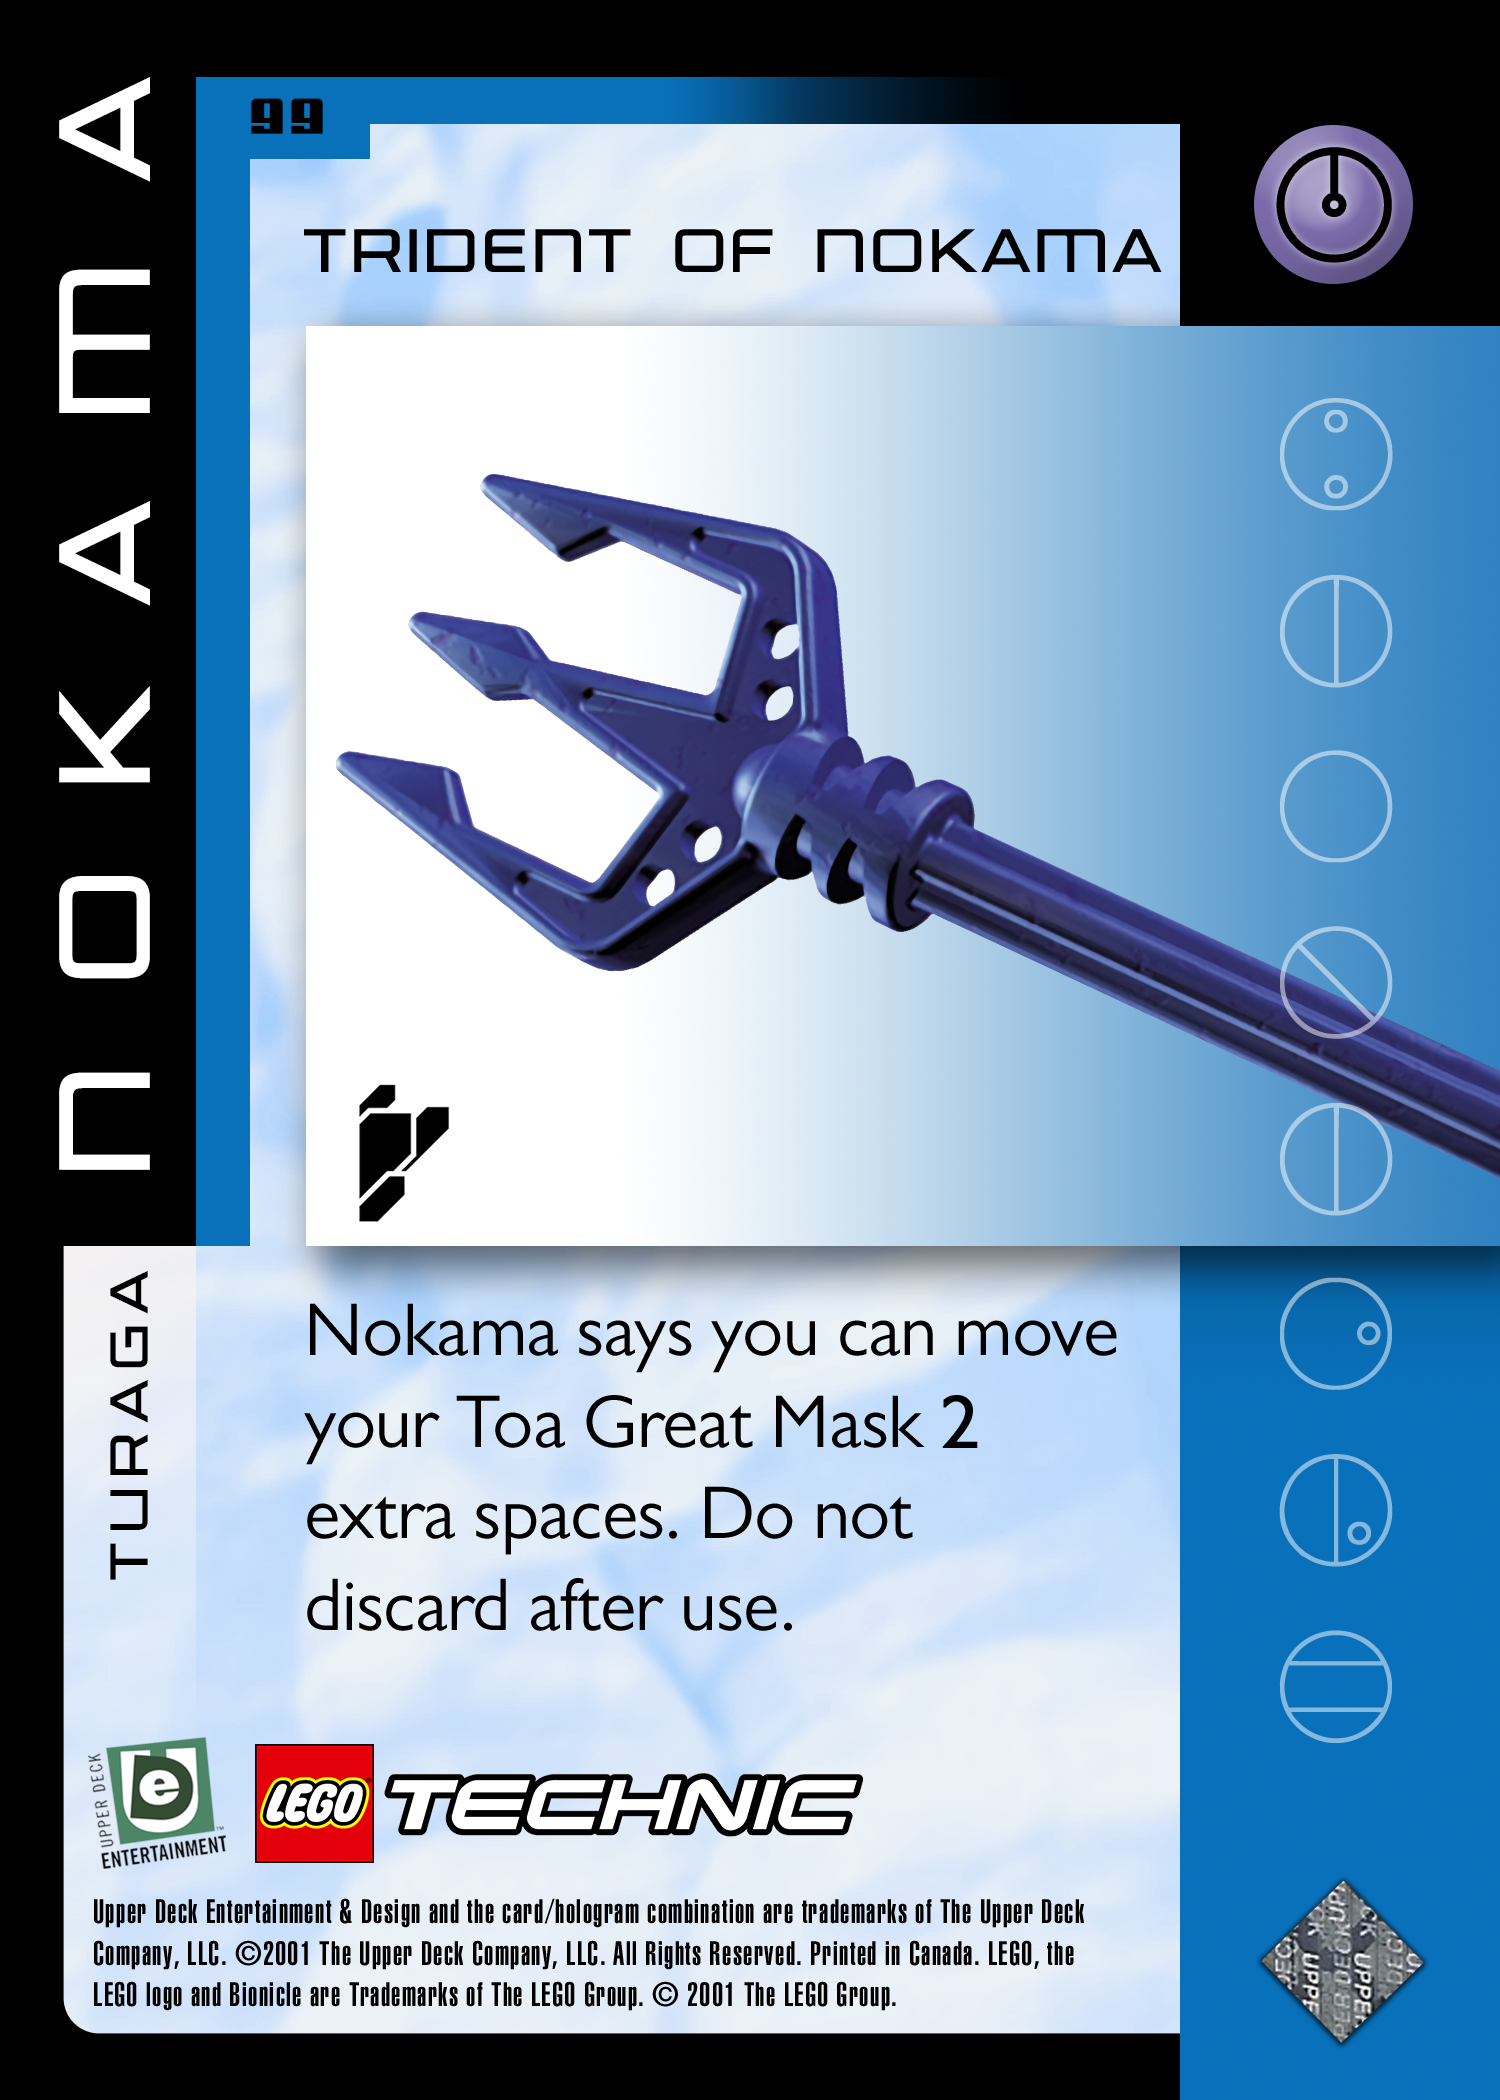 NOKAMA
TURAGA
99
TRIDENT OF NOKAMA
Nokama says you can move
your Toa Great Mask 2
extra spaces. Do not
discard after use.
UPPER DECK
UDe
ENTERTAINMENT™
LEGO TECHNIC
Upper Deck Entertainment & Design and the card/hologram combination are trademarks of The Upper Deck
Company, LLC. ©2001 The Upper Deck Company, LLC. All Rights Reserved. Printed in Canada. LEGO, the
LEGO logo and Bionicle are Trademarks of The LEGO Group. © 2001 The LEGO Group.